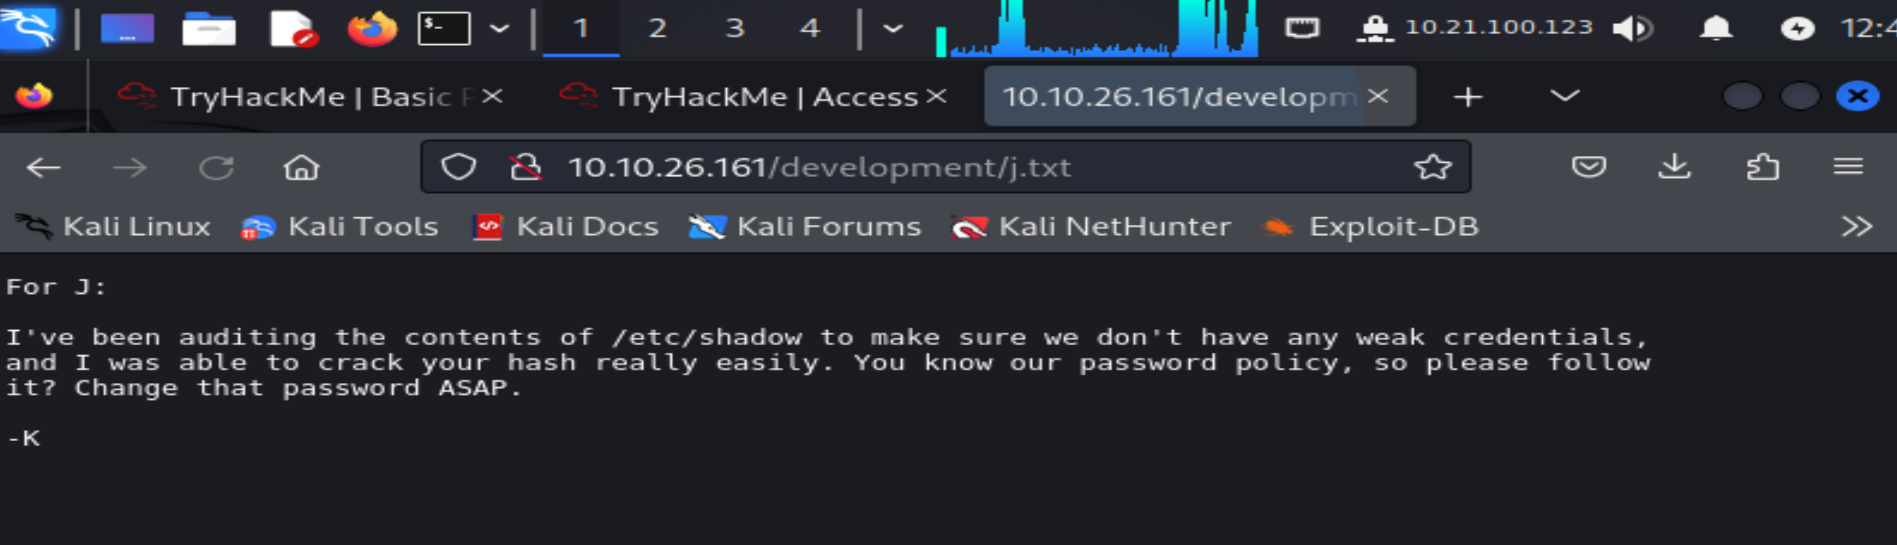 1 2 3 4 10.21.100.123 12:4
TryHackMe | Basic TryHackMe | Access 10.10.26.161/developm
10.10.26.161/development/j.txt
Kali Linux Kali Tools Kali Docs Kali Forums Kali NetHunter Exploit-DB
For J:
I've been auditing the contents of /etc/shadow to make sure we don't have any weak credentials,
and I was able to crack your hash really easily. You know our password policy, so please follow
it? Change that password ASAP.
-K